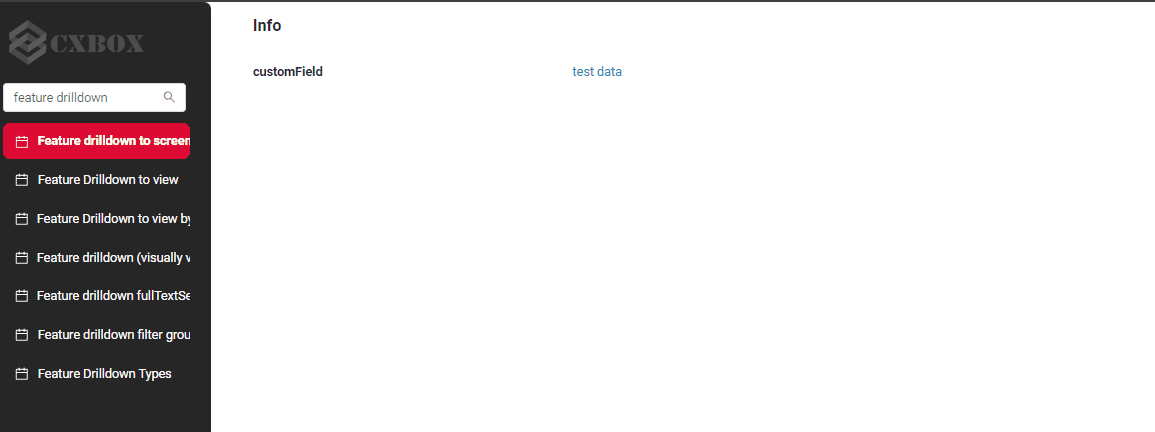 CXBOX
feature drilldown
Feature drilldown to screen
Feature Drilldown to view
Feature Drilldown to view by
Feature drilldown (visually v
Feature drilldown fullTextSe
Feature drilldown filter grou
Feature Drilldown Types
Info
customField test data